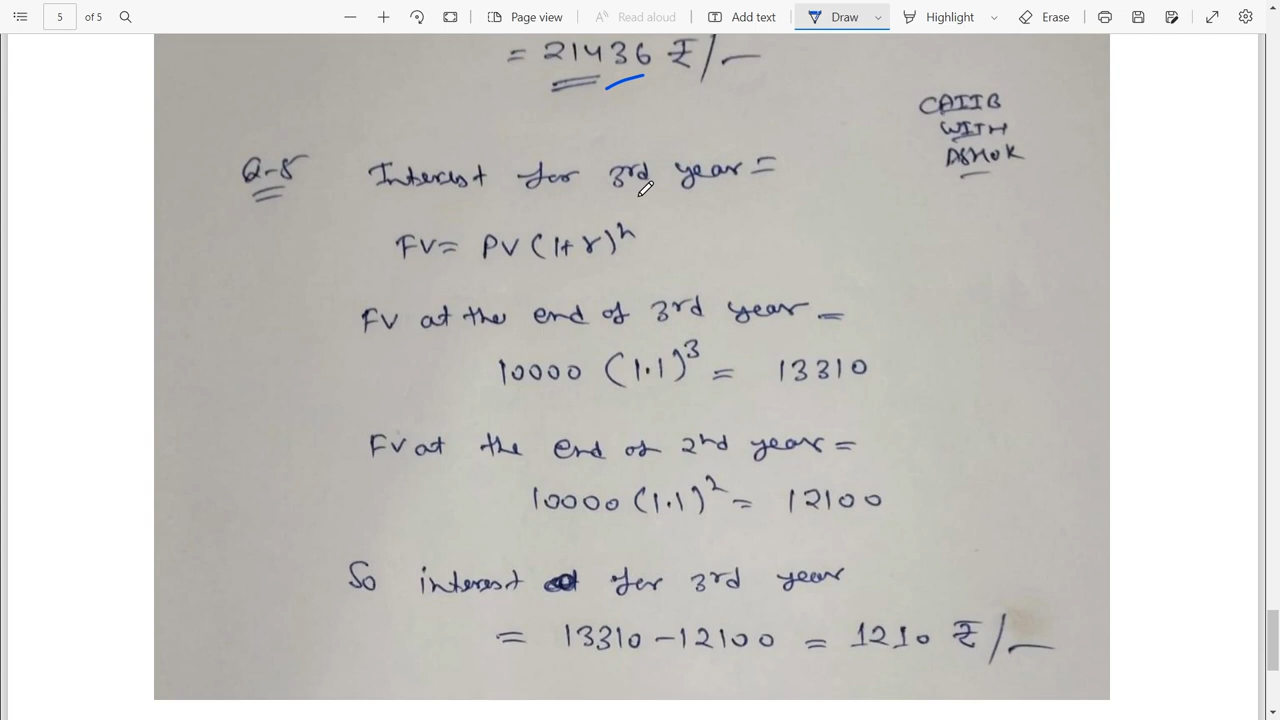 5 of 5 Page view Read aloud Add text Draw Highlight Erase
= 21436 ₹/—
CAIIB
WITH
ASHOK
Q-5 Interest for 3rd year =
FV = PV (1+r)^n
FV at the end of 3rd year =
10000 (1.1)^3 = 13310
FV at the end of 2nd year =
10000 (1.1)^2 = 12100
So interest for 3rd year
= 13310 - 12100 = 1210 ₹/—